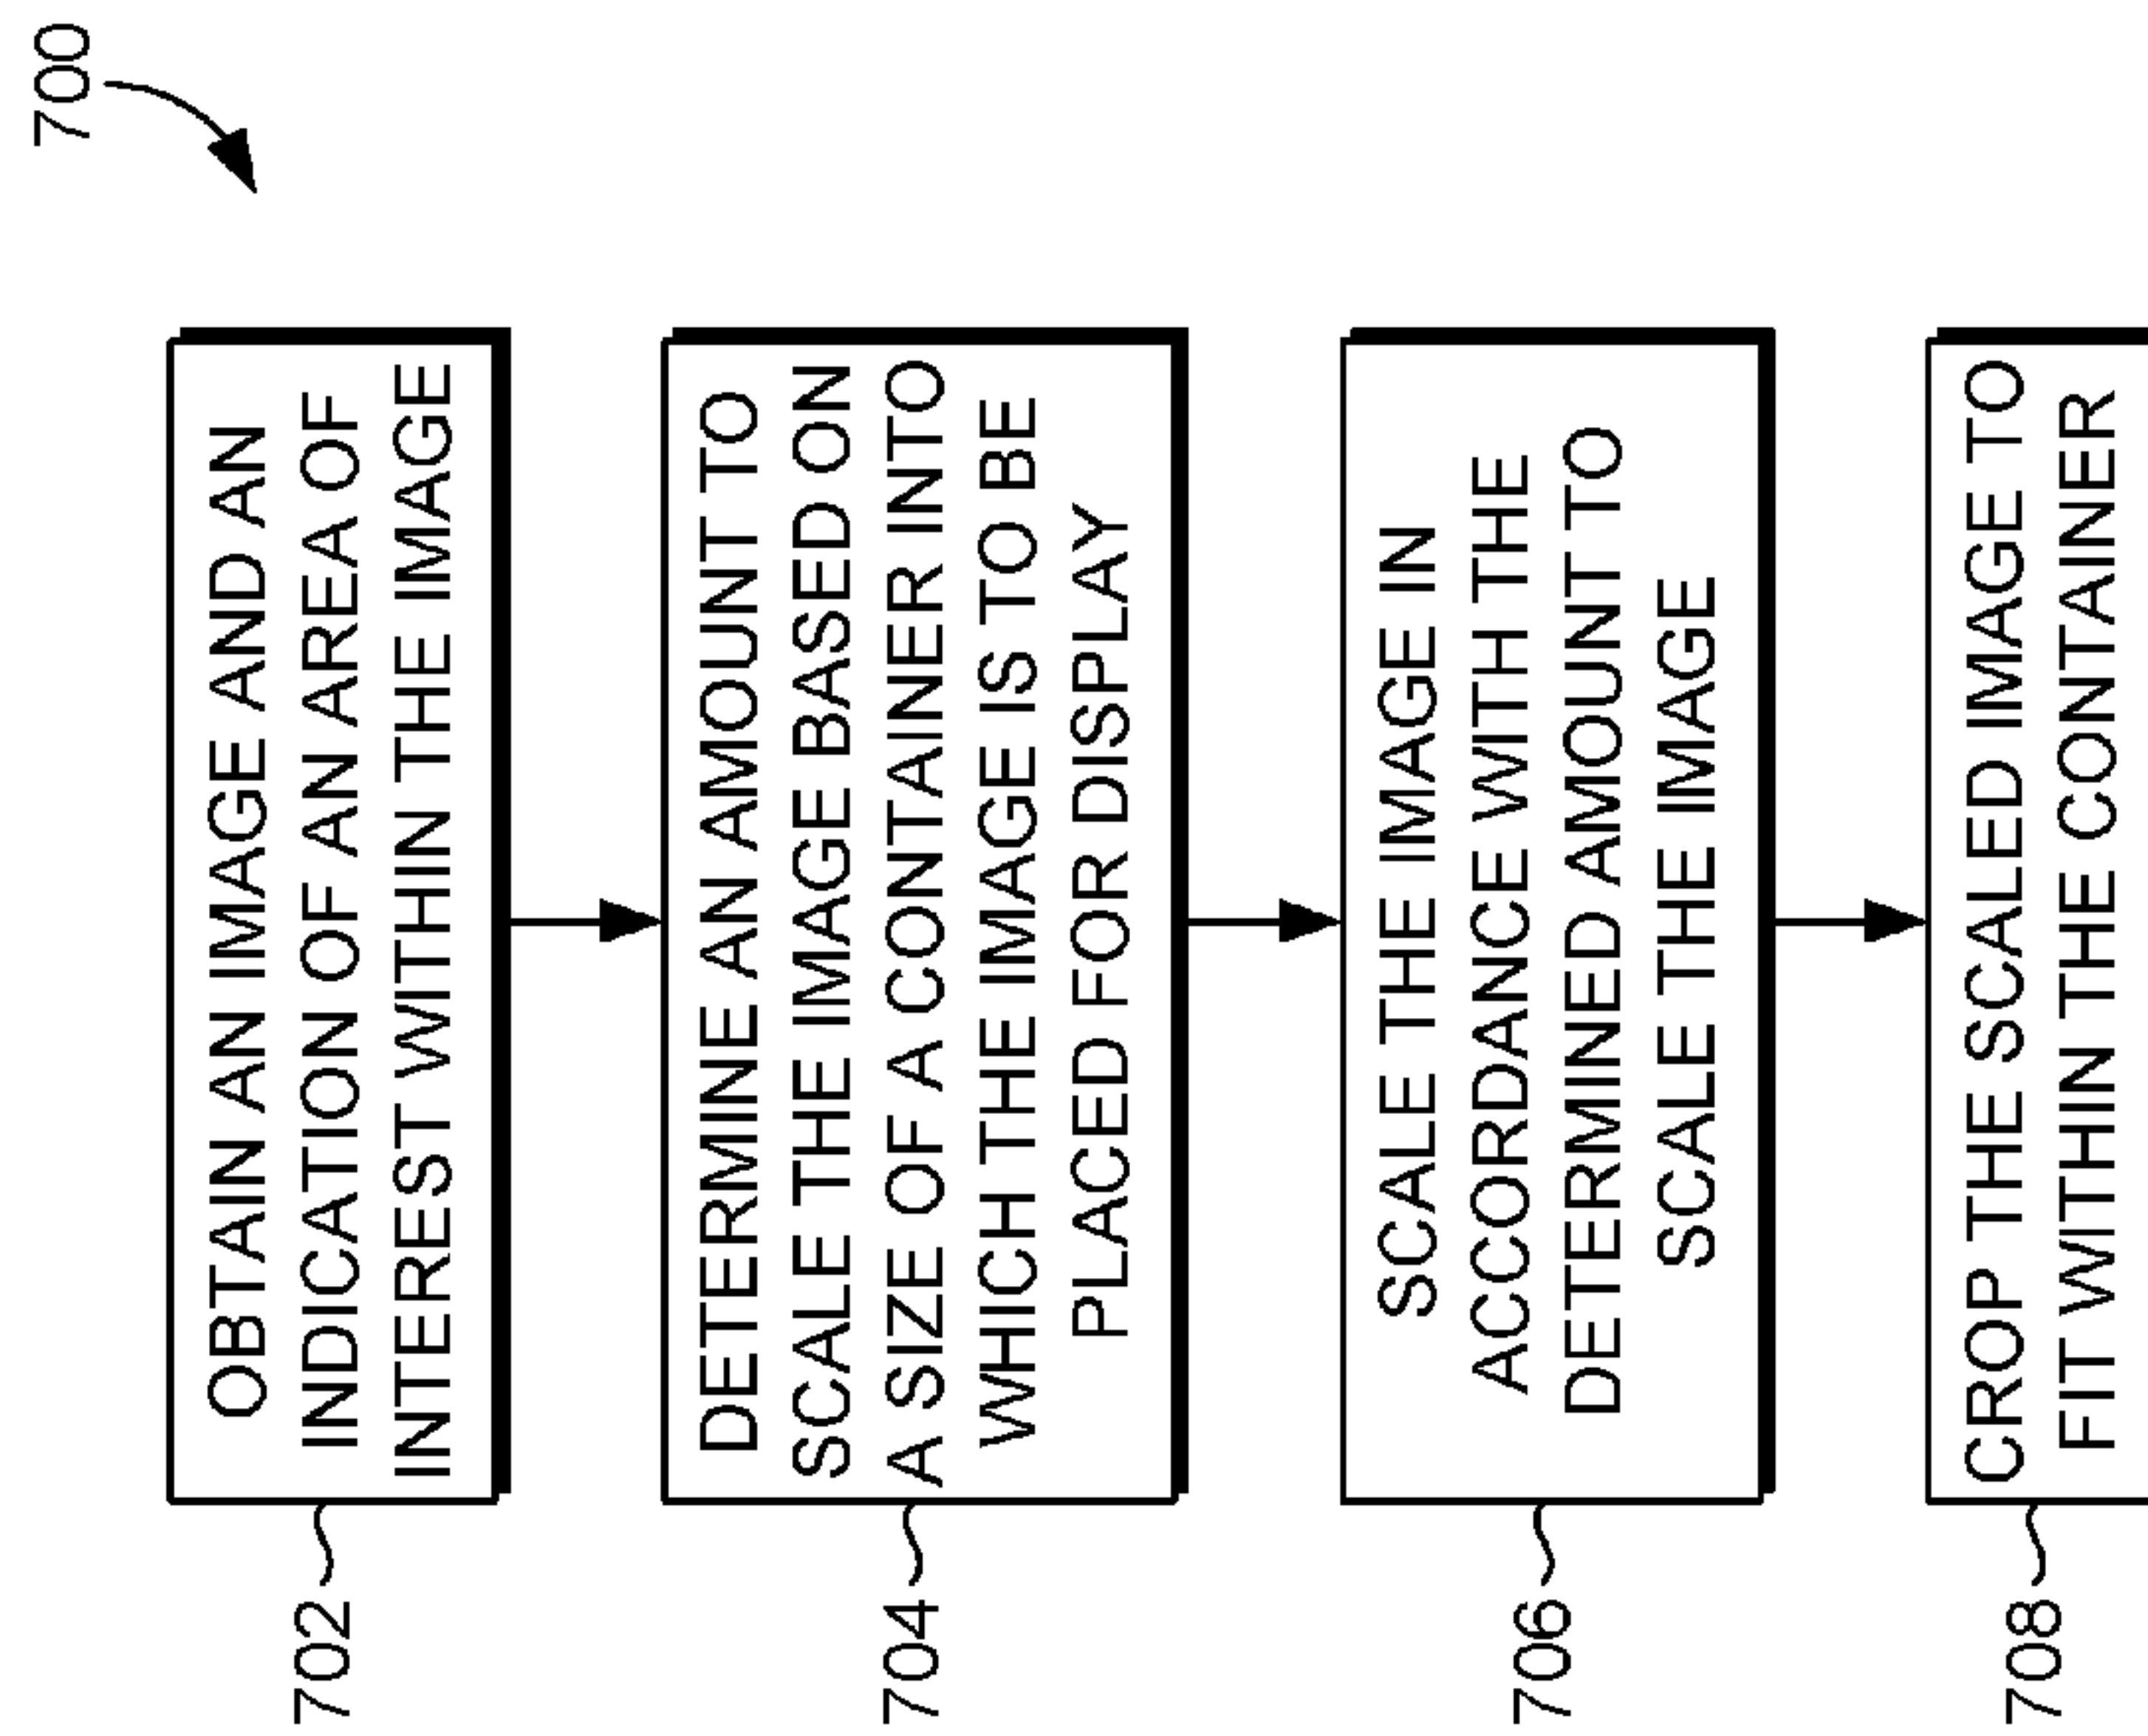 700
702
OBTAIN AN IMAGE AND AN
INDICATION OF AN AREA OF
INTEREST WITHIN THE IMAGE
704
DETERMINE AN AMOUNT TO
SCALE THE IMAGE BASED ON
A SIZE OF A CONTAINER INTO
WHICH THE IMAGE IS TO BE
PLACED FOR DISPLAY
706
SCALE THE IMAGE IN
ACCORDANCE WITH THE
DETERMINED AMOUNT TO
SCALE THE IMAGE
708
CROP THE SCALED IMAGE TO
FIT WITHIN THE CONTAINER